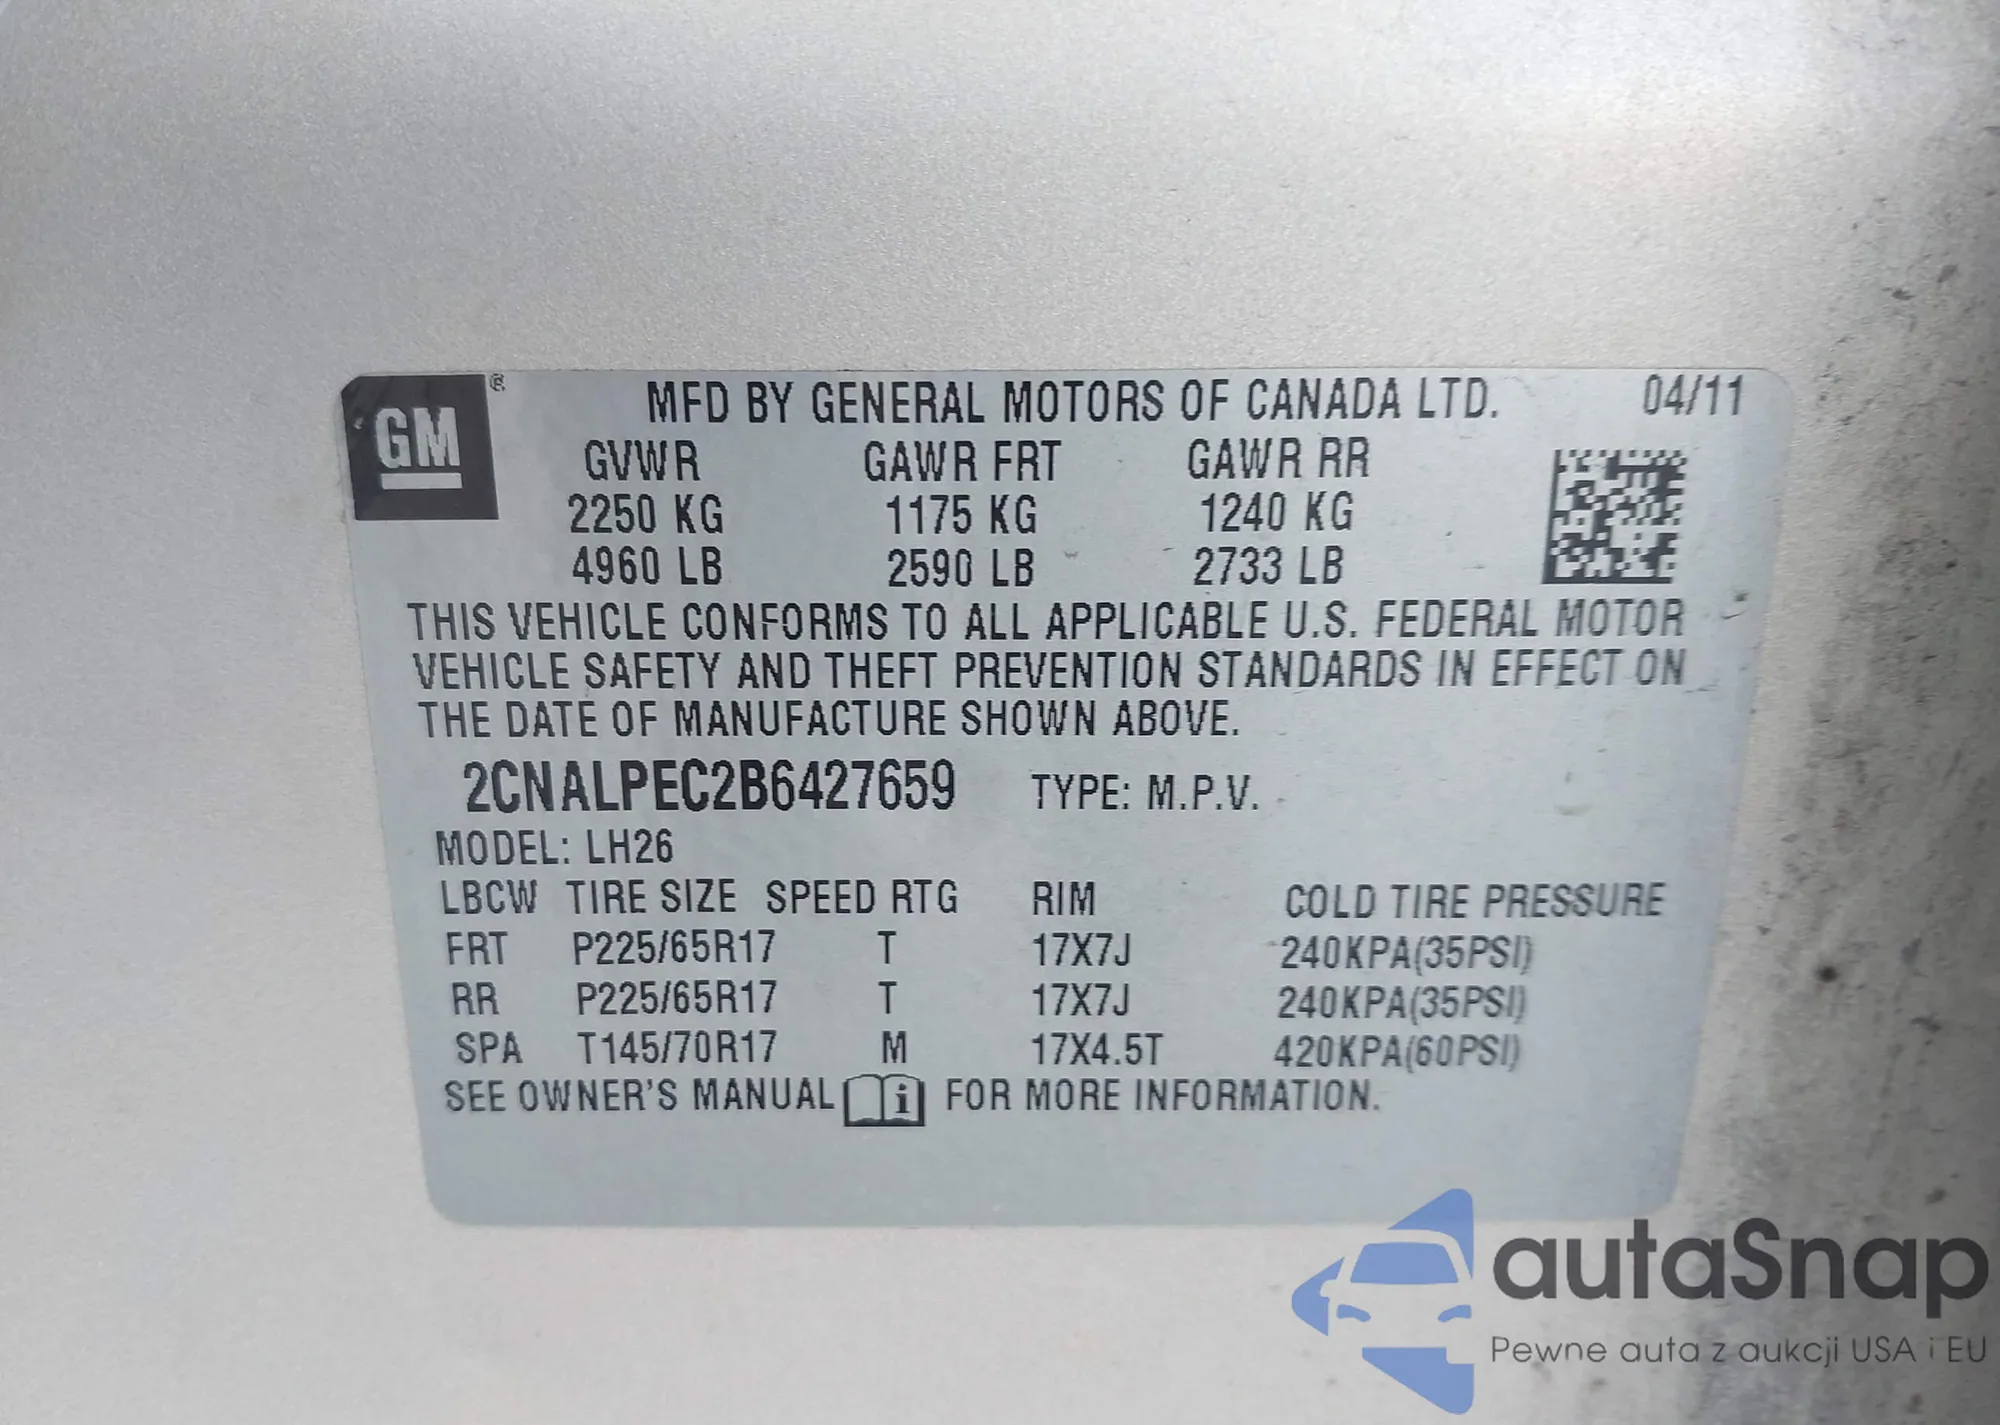 GM ® MFD BY GENERAL MOTORS OF CANADA LTD. 04/11
GVWR GAWR FRT GAWR RR
2250 KG 1175 KG 1240 KG
4960 LB 2590 LB 2733 LB
THIS VEHICLE CONFORMS TO ALL APPLICABLE U.S. FEDERAL MOTOR
VEHICLE SAFETY AND THEFT PREVENTION STANDARDS IN EFFECT ON
THE DATE OF MANUFACTURE SHOWN ABOVE.
2CNALPEC2B6427659 TYPE: M.P.V.
MODEL: LH26
LBCW TIRE SIZE SPEED RTG RIM COLD TIRE PRESSURE
FRT P225/65R17 T 17X7J 240KPA(35PSI)
RR P225/65R17 T 17X7J 240KPA(35PSI)
SPA T145/70R17 M 17X4.5T 420KPA(60PSI)
SEE OWNER'S MANUAL i FOR MORE INFORMATION.
autaSnap
Pewne auta z aukcji USA i EU